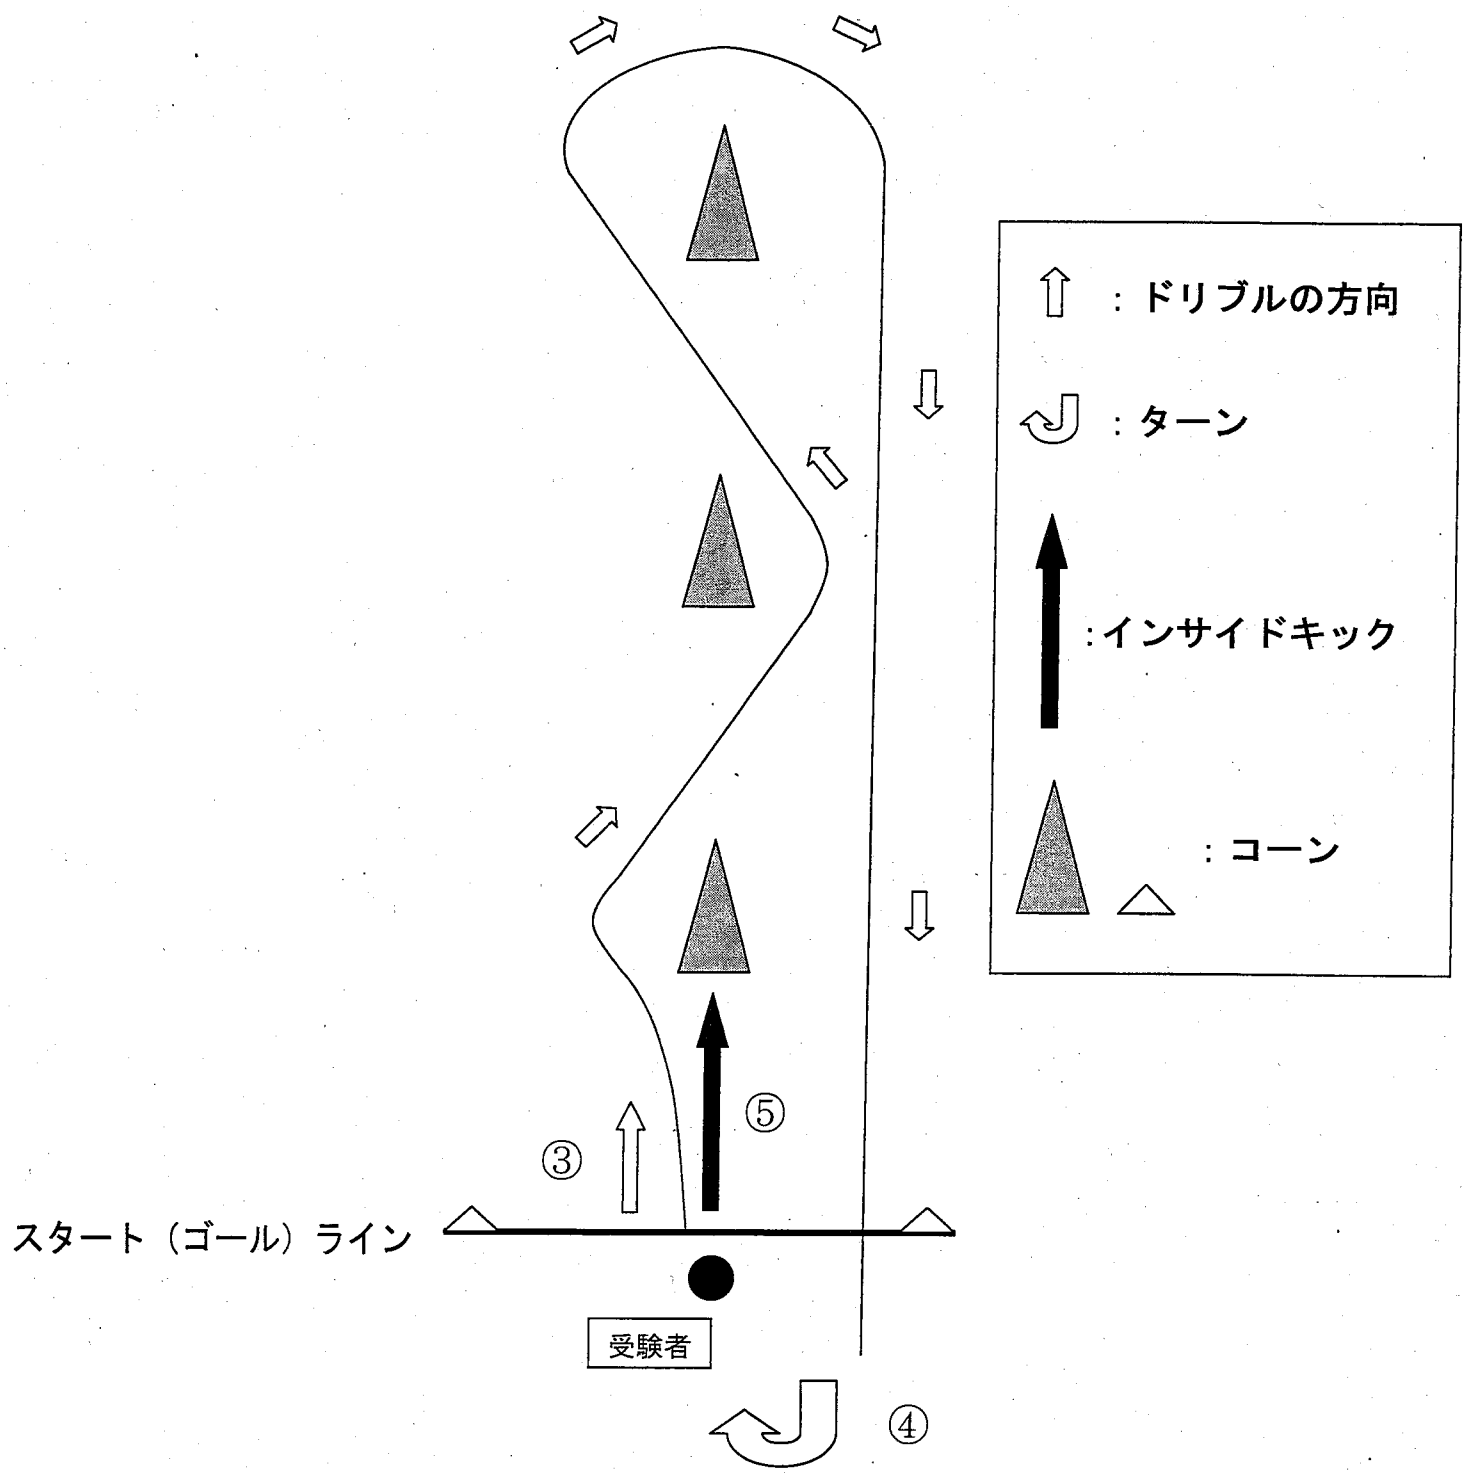 ：ドリブルの方向
：ターン
：インサイドキック
：コーン
⑤
③
スタート（ゴール）ライン
受験者
④